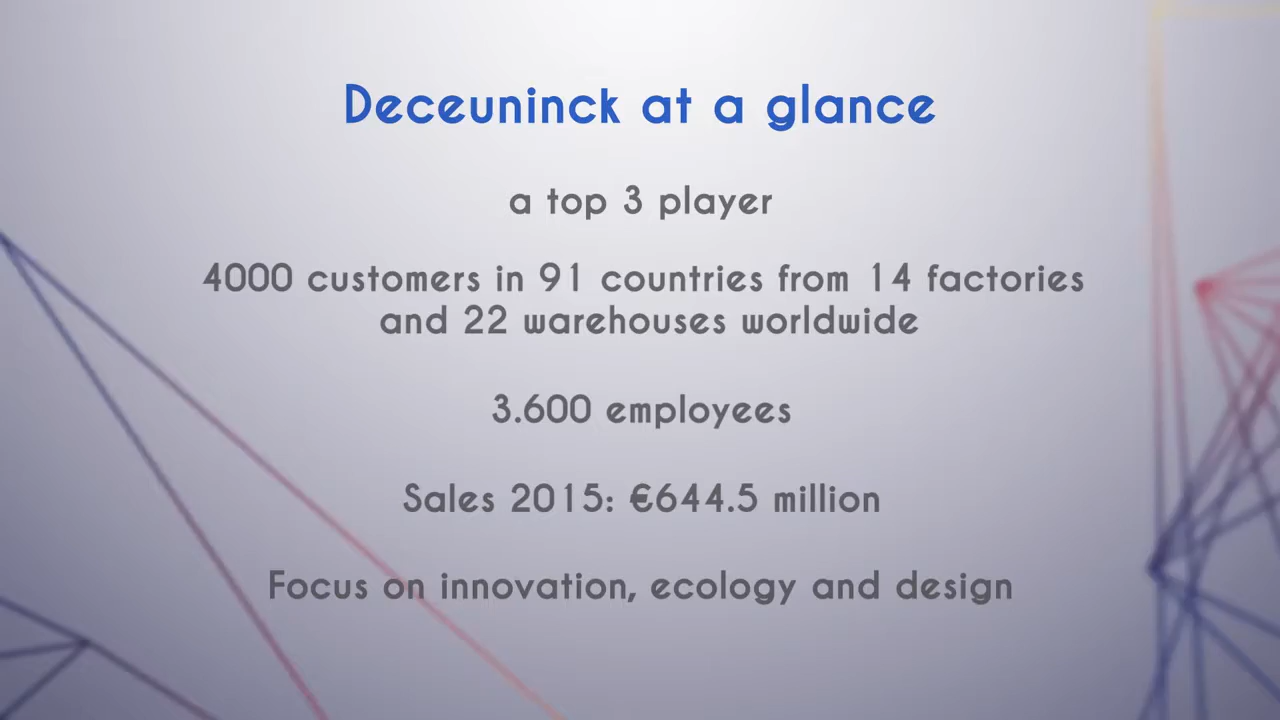 Deceuninck at a glance
a top 3 player
4000 customers in 91 countries from 14 factories
and 22 warehouses worldwide
3.600 employees
Sales 2015: €644.5 million
Focus on innovation, ecology and design